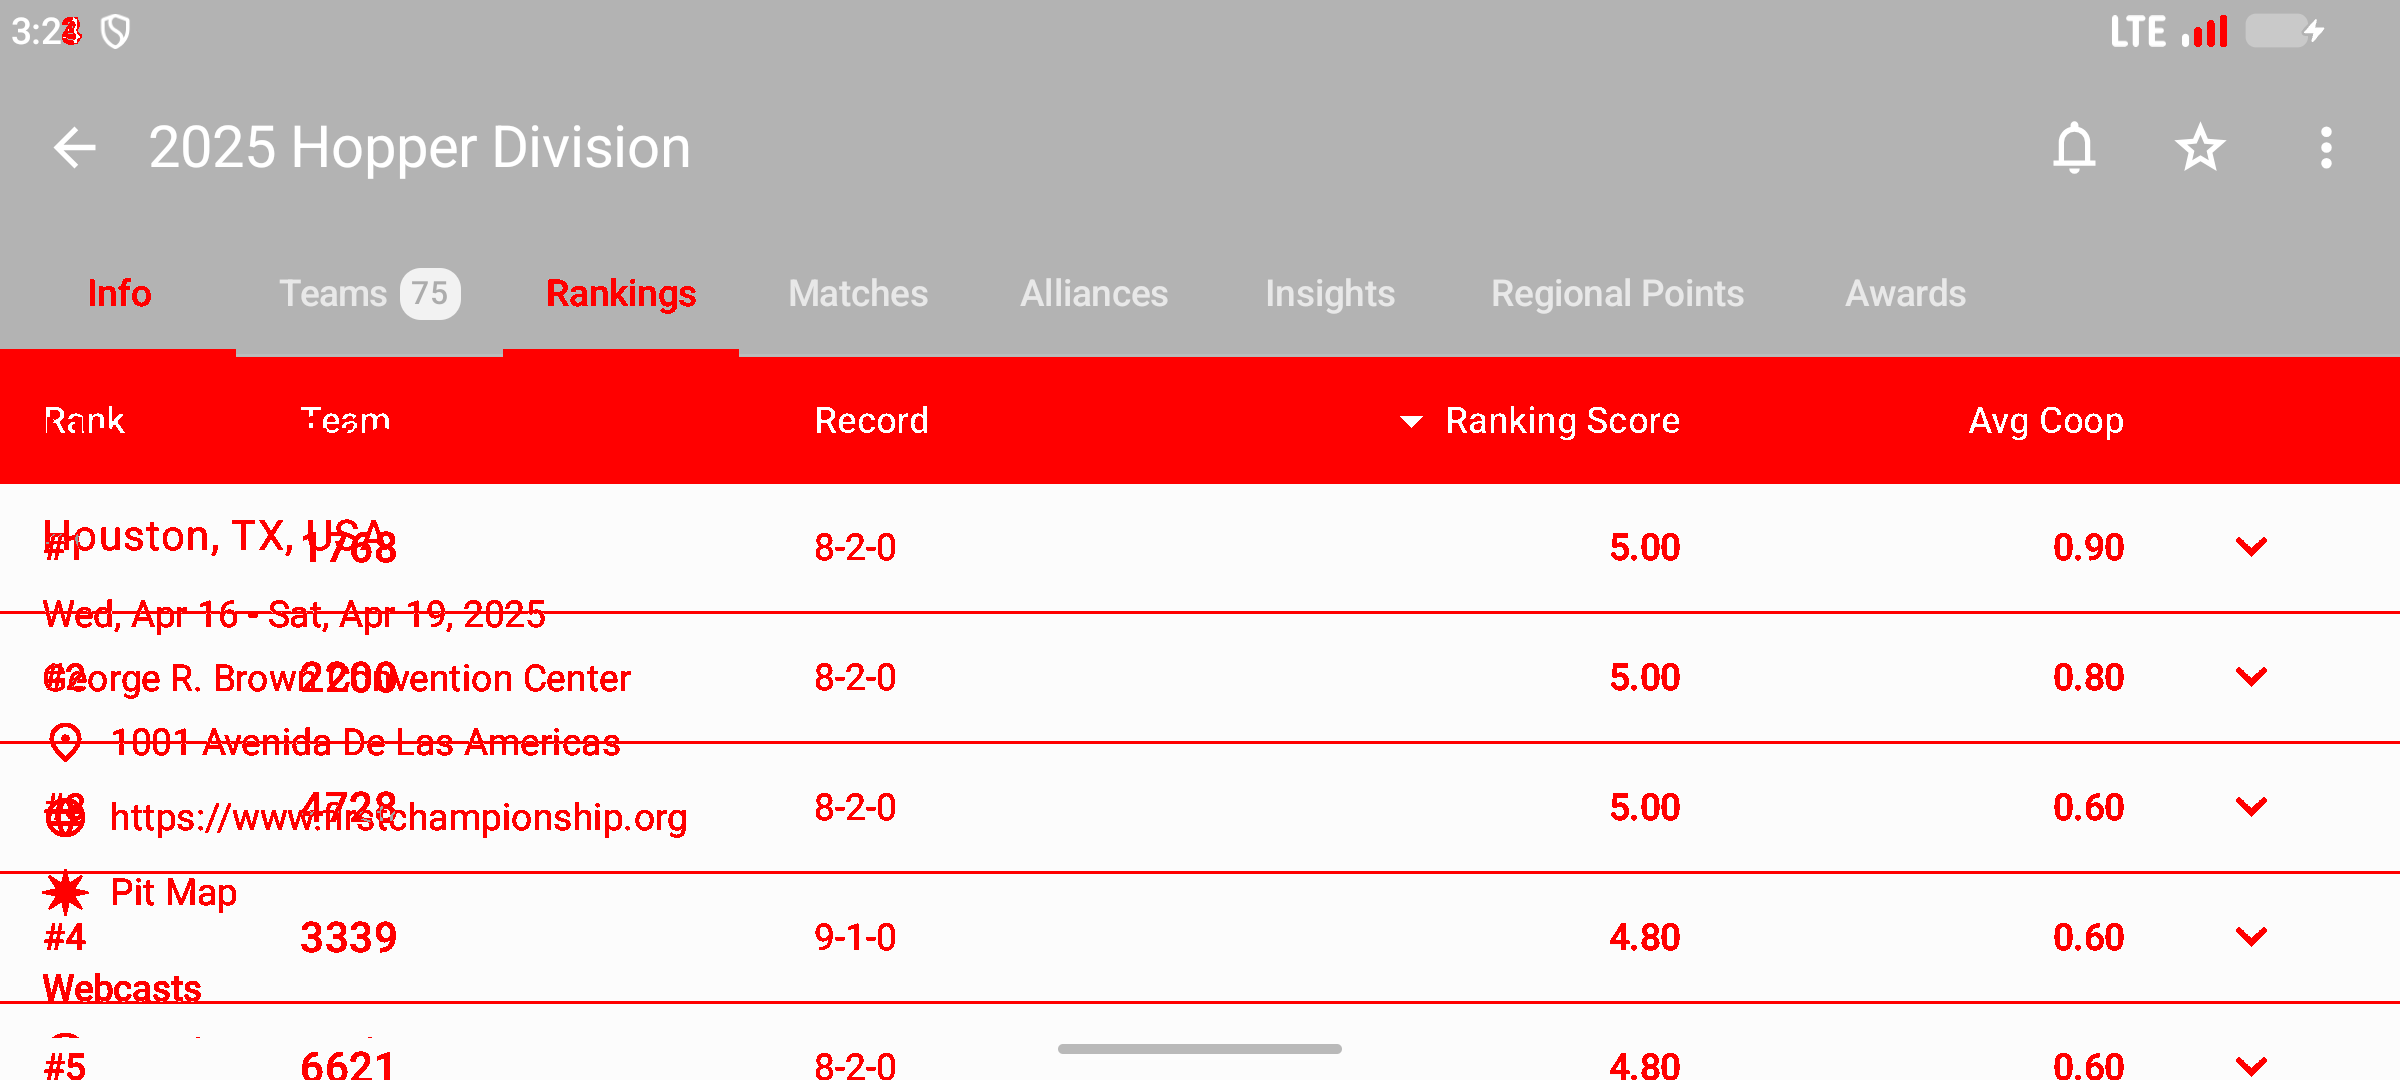 LTE
2025 Hopper Division
Info Teams 75 Rankings Matches Alliances Insights Regional Points Awards
Rank Team Record Ranking Score Avg Coop
Houston, TX, USA
#1 1768 8-2-0 5.00 0.90
Wed, Apr 16 - Sat, Apr 19, 2025
George R. Brown Convention Center
#2 2200 8-2-0 5.00 0.80
1001 Avenida De Las Americas
#3 4728 8-2-0 5.00 0.60
https://www.firstchampionship.org
Pit Map
#4 3339 9-1-0 4.80 0.60
Webcasts
#5 6621 8-2-0 4.80 0.60